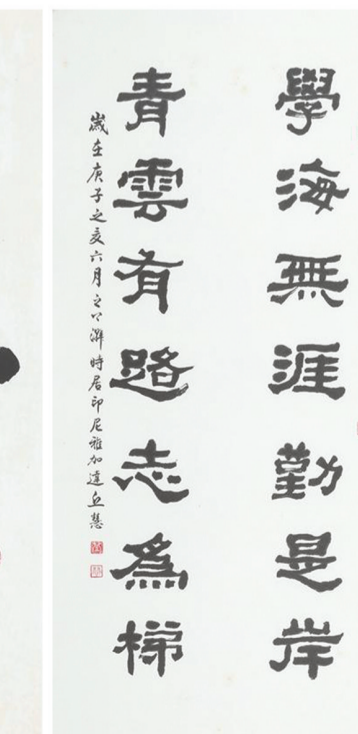 學海無涯勤是岸
青雲有路志為梯
歲在庚子之夏六月之上澣時居印尼雅加達丘慧